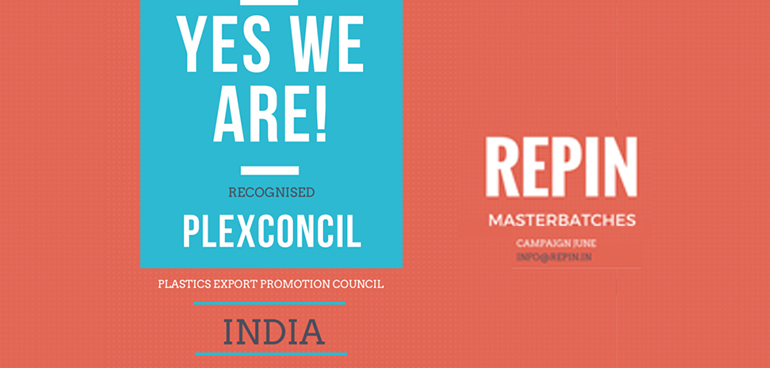 YES WE
ARE!
RECOGNISED
PLEXCONCIL
PLASTICS EXPORT PROMOTION COUNCIL
INDIA
REPIN
MASTERBATCHES
CAMPAIGN JUNE
INFO@REPIN.IN